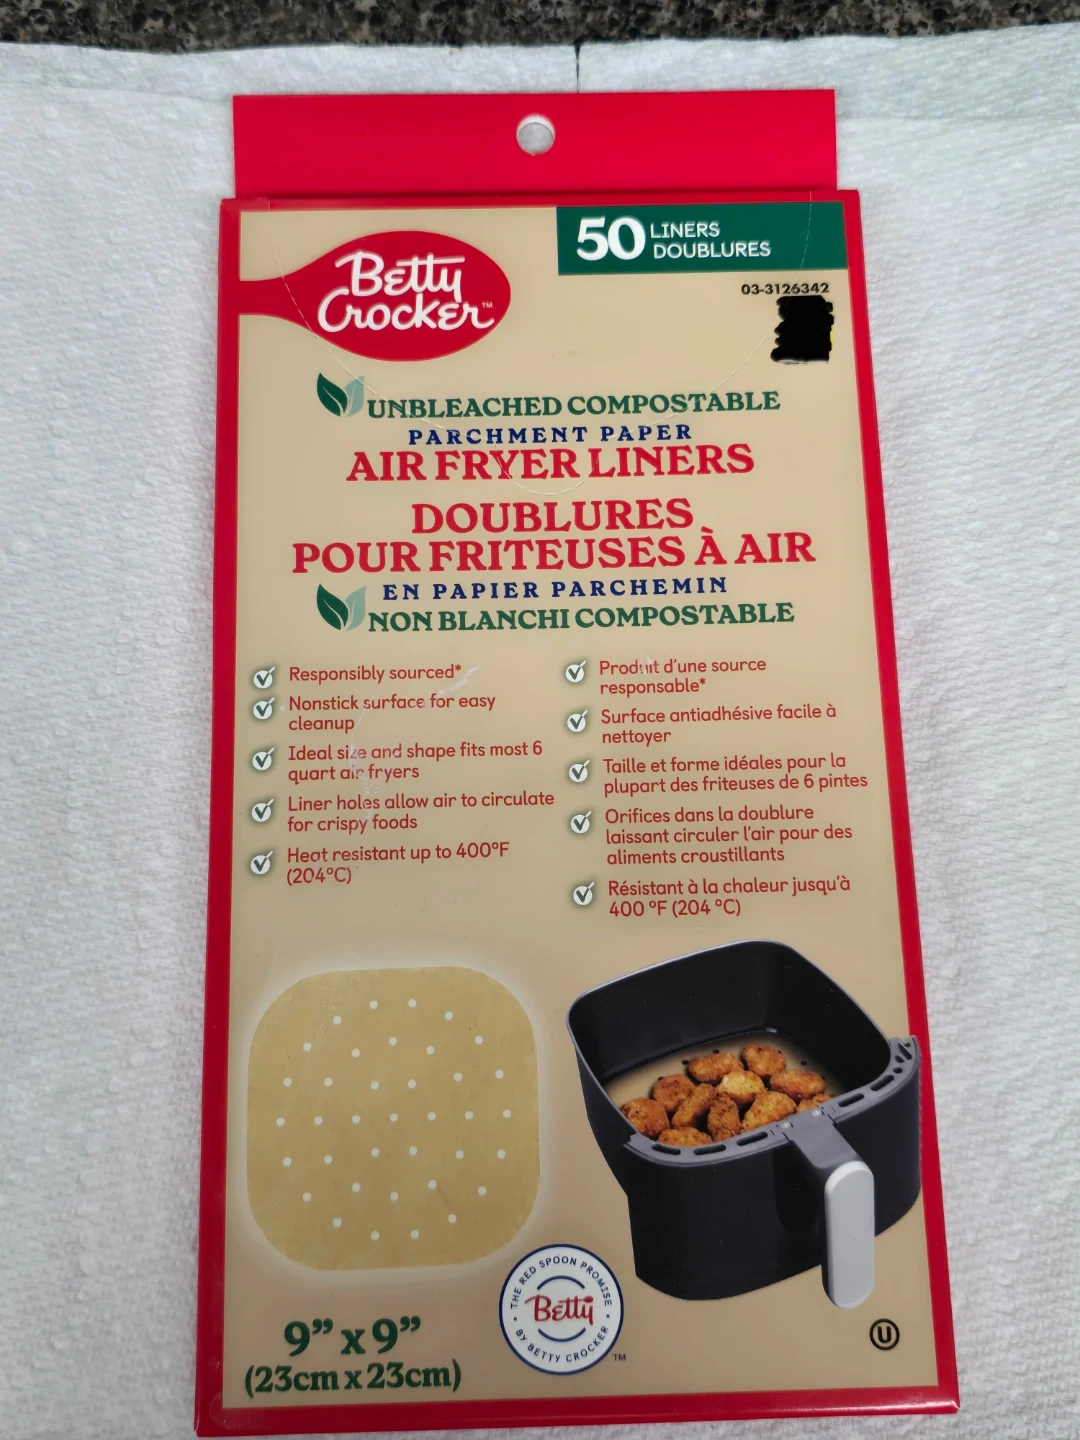 50 LINERS
DOUBLURES
Betty
Crocker™
03-3126342
UNBLEACHED COMPOSTABLE
PARCHMENT PAPER
AIR FRYER LINERS
DOUBLURES
POUR FRITEUSES À AIR
EN PAPIER PARCHEMIN
NON BLANCHI COMPOSTABLE
Responsibly sourced*
Nonstick surface for easy
cleanup
Ideal size and shape fits most 6
quart air fryers
Liner holes allow air to circulate
for crispy foods
Heat resistant up to 400°F
(204°C)
Produit d'une source
responsable*
Surface antiadhésive facile à
nettoyer
Taille et forme idéales pour la
plupart des friteuses de 6 pintes
Orifices dans la doublure
laissant circuler l'air pour des
aliments croustillants
Résistant à la chaleur jusqu'à
400 °F (204 °C)
9" x 9"
(23cm x 23cm)
THE RED SPOON PROMISE
Betty
BY BETTY CROCKER
™
U